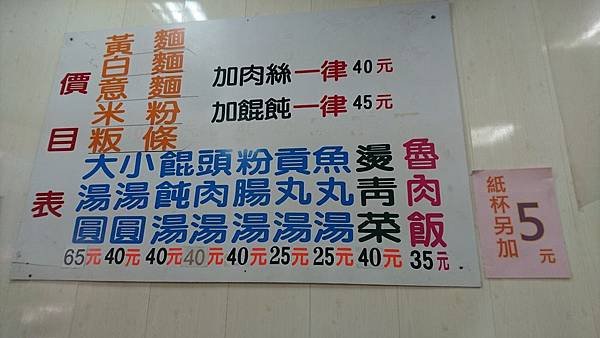 價目表
黃麵
白麵
意麵
米粉
粄條
加肉絲一律40元
加餛飩一律45元
大湯圓65元
小湯圓40元
餛飩湯40元
頭肉湯40元
粉腸湯40元
貢丸湯25元
魚丸湯25元
燙青菜40元
魯肉飯35元
紙杯另加
5元